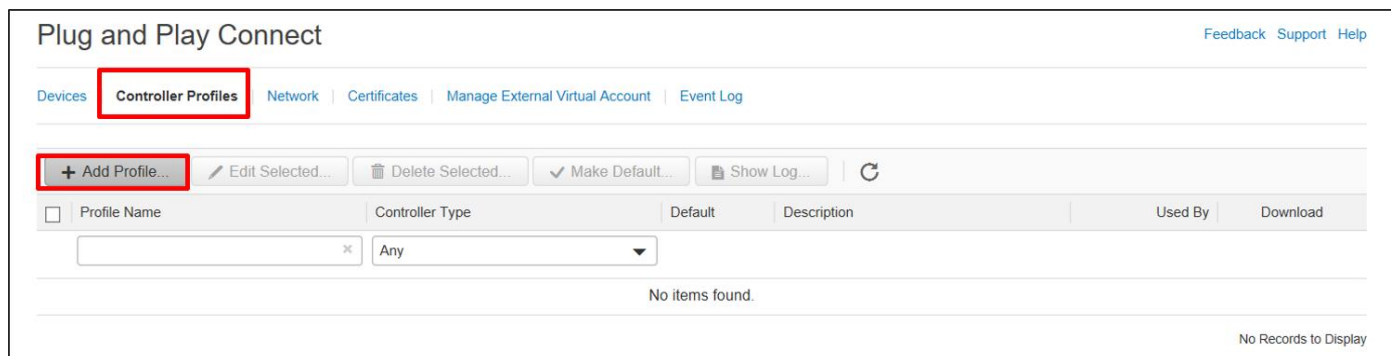 Plug and Play Connect
Feedback Support Help
Devices Controller Profiles Network Certificates Manage External Virtual Account Event Log
+ Add Profile... Edit Selected... Delete Selected... Make Default... Show Log...
Profile Name Controller Type Default Description Used By Download
Any
No items found.
No Records to Display